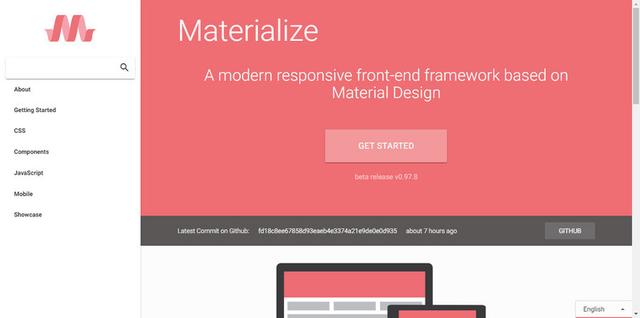 Materialize
About
Getting Started
CSS
Components
JavaScript
Mobile
Showcase
A modern responsive front-end framework based on
Material Design
GET STARTED
beta release v0.97.8
Latest Commit on Github: fd18c8ee67858d93eaeb4e3374a21e9de0e0d935 about 7 hours ago
GITHUB
English